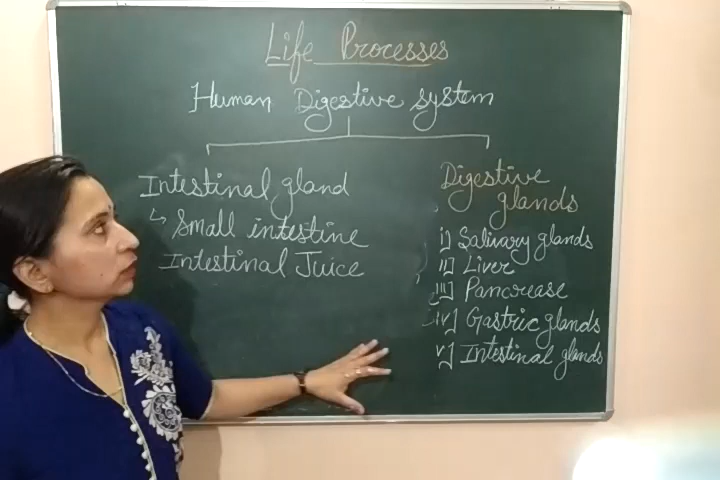 Life Processes
Human Digestive system
Intestinal gland
↳ Small intestine
Intestinal Juice
Digestive
glands
i] Salivary glands
ii] Liver
iii] Pancrease
iv] Gastric glands
v] Intestinal glands